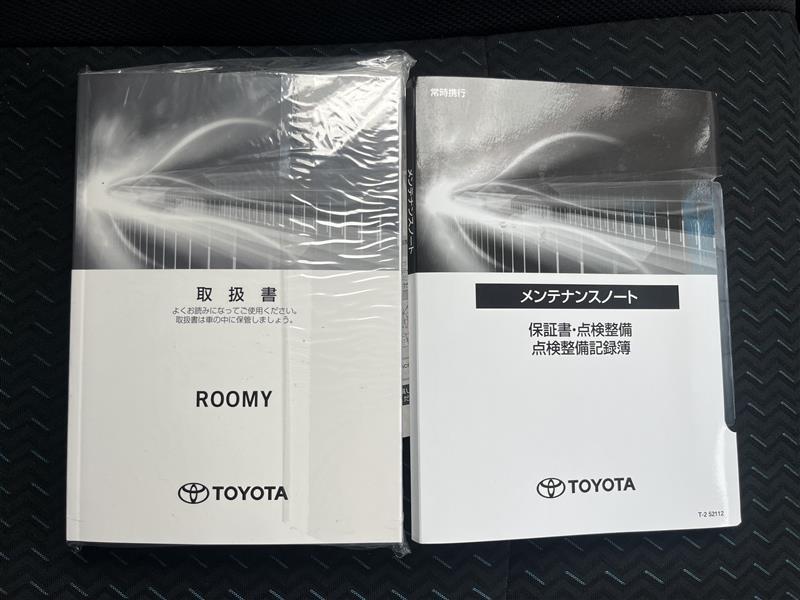 取扱書
よくお読みになってご使用ください。
取扱書は車の中に保管しましょう。
ROOMY
TOYOTA
メンテナンスノート
常時携行
メンテナンスノート
保証書・点検整備
点検整備記録簿
TOYOTA
T-2 52112